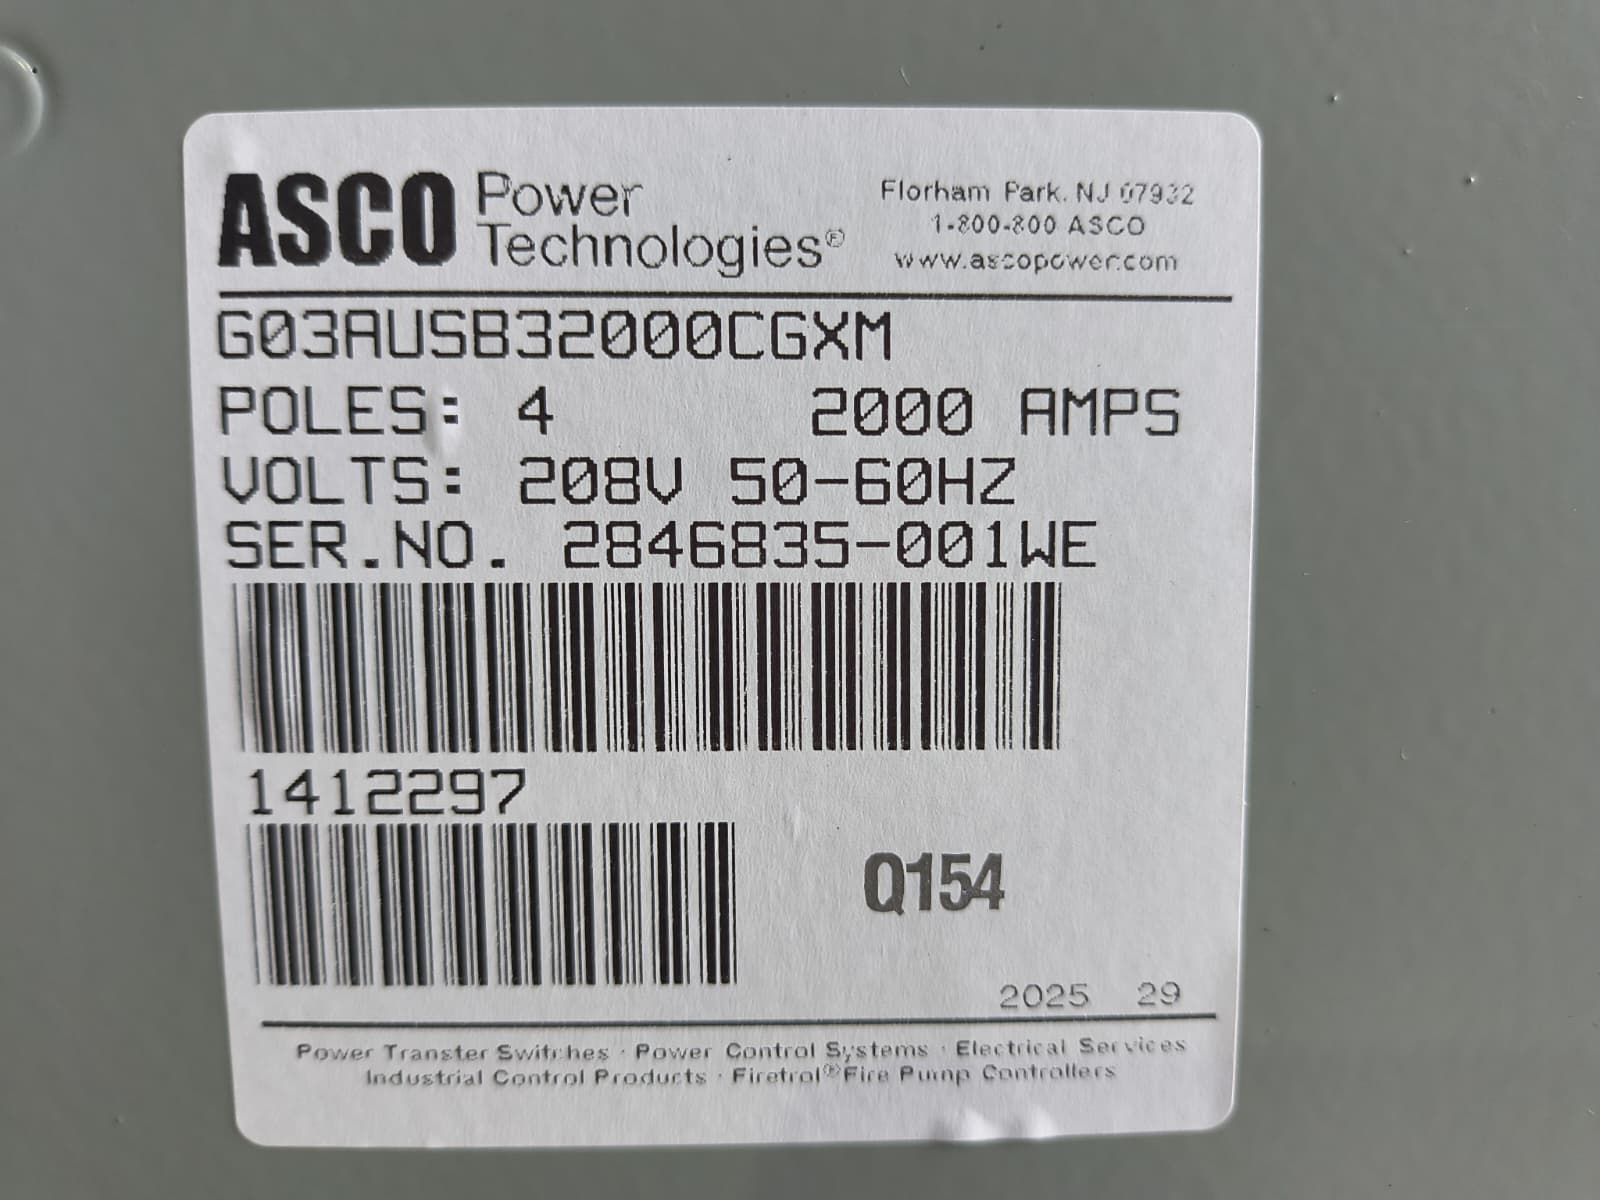 ASCO Power Technologies®
Florham Park, NJ 07932
1-800-800 ASCO
www.ascopower.com
G03AUSB32000CGXM
POLES: 4 2000 AMPS
VOLTS: 208V 50-60HZ
SER.NO. 2846835-001WE
1412297
Q154
2025 29
Power Transfer Switches · Power Control Systems · Electrical Services
Industrial Control Products · Firetrol® Fire Pump Controllers